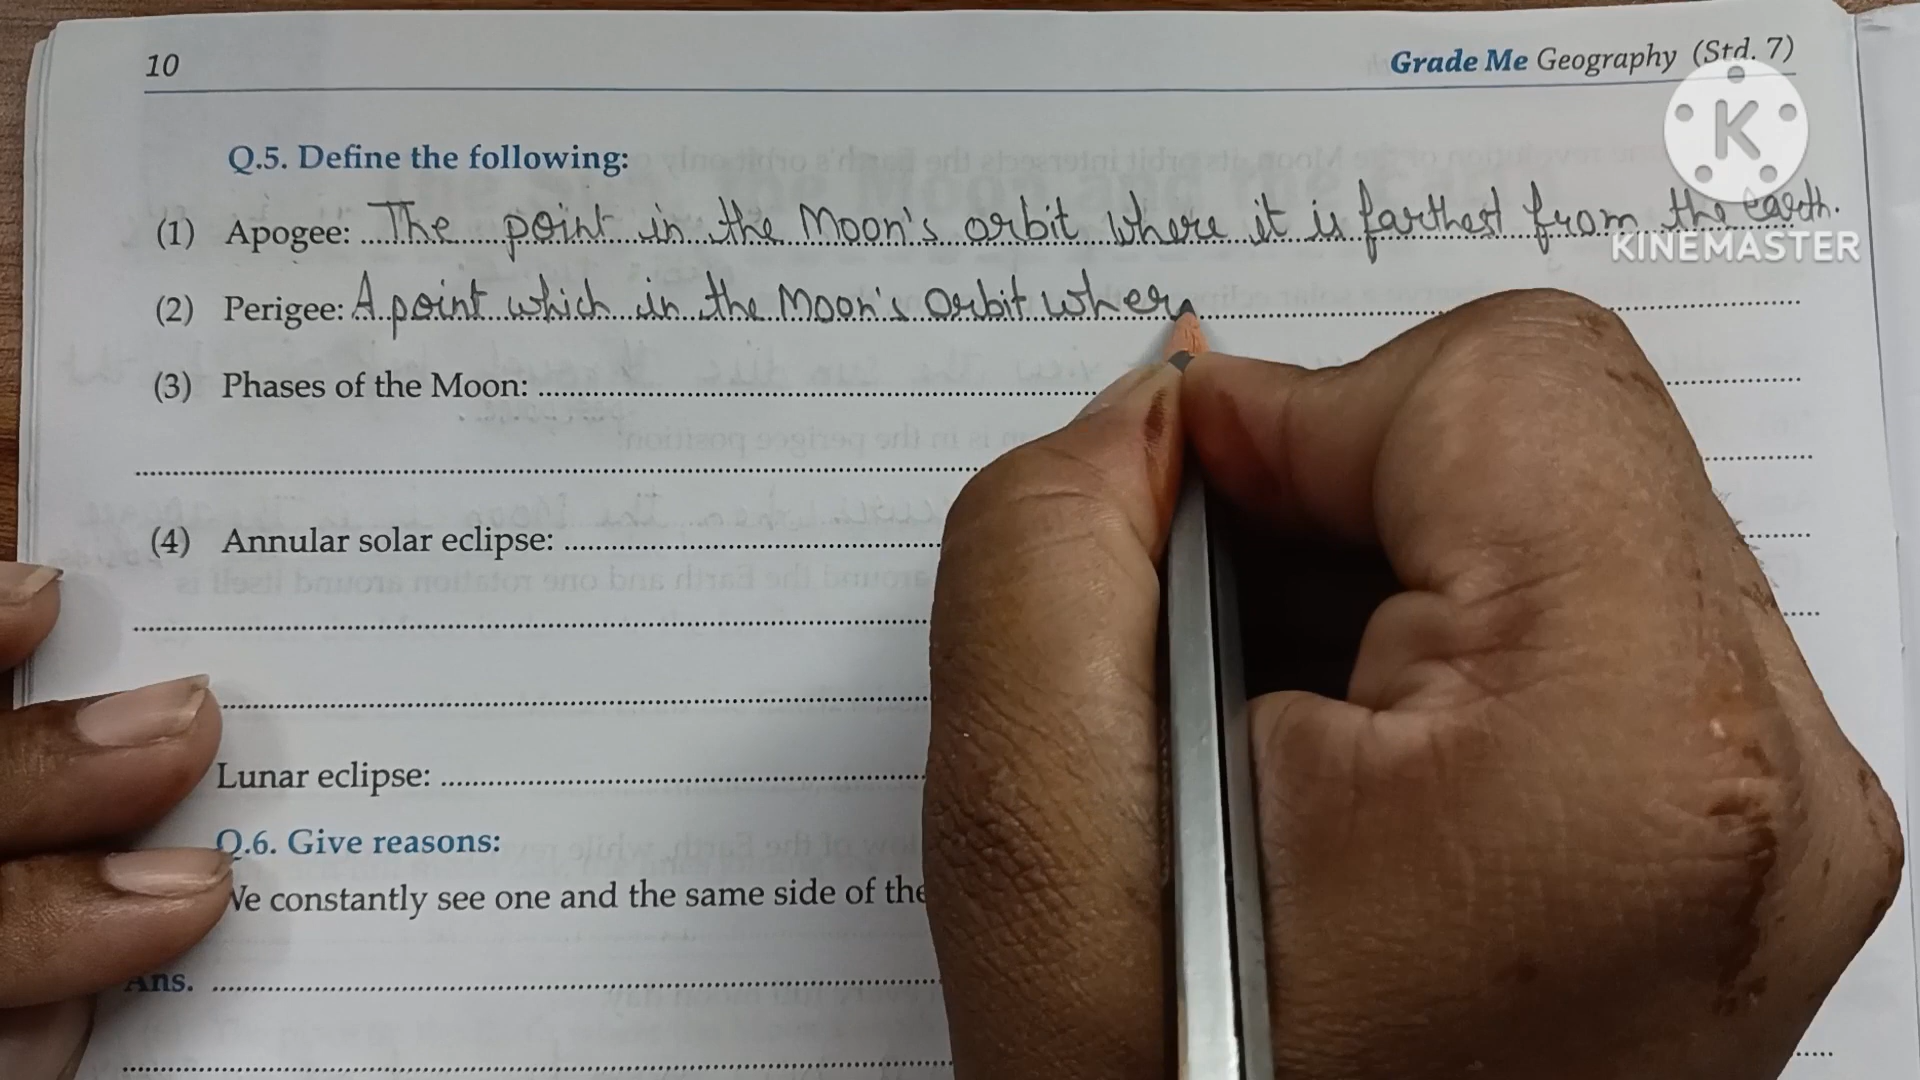 10
Grade Me Geography (Std. 7)
K
KINEMASTER
Q.5. Define the following:
(1) Apogee: The point in the Moon's orbit where it is farthest from the earth.
(2) Perigee: A point which in the Moon's orbit wher
(3) Phases of the Moon:
(4) Annular solar eclipse:
Lunar eclipse:
Q.6. Give reasons:
We constantly see one and the same side of the
Ans.